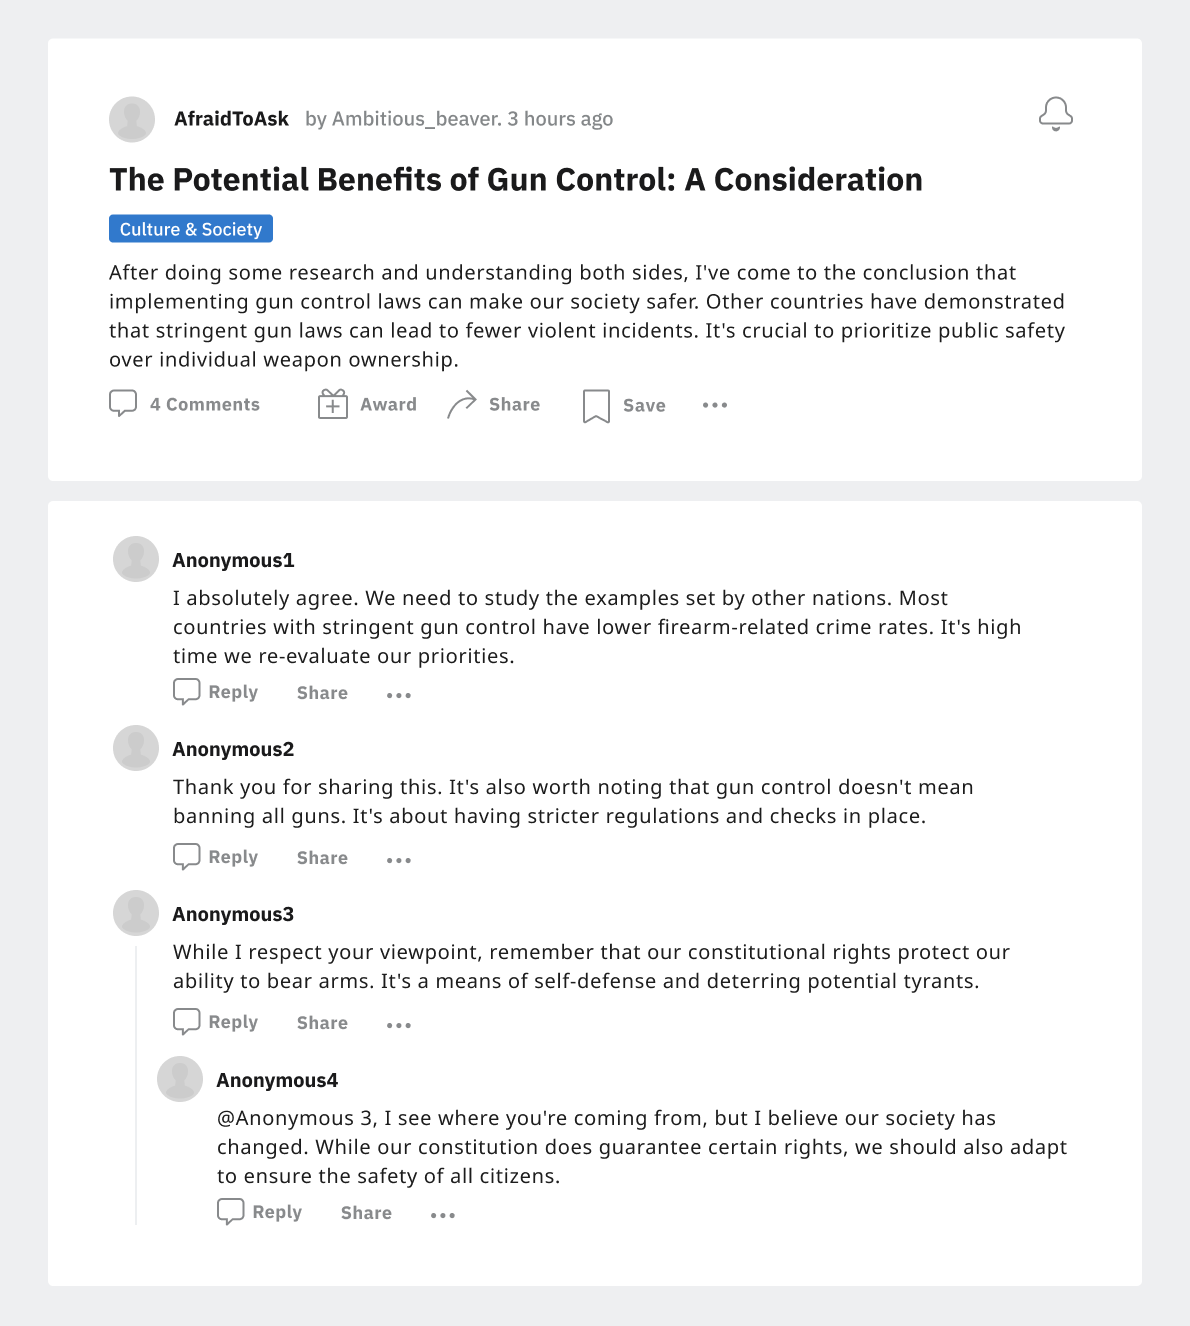 AfraidToAsk by Ambitious_beaver. 3 hours ago
The Potential Benefits of Gun Control: A Consideration
Culture & Society
After doing some research and understanding both sides, I've come to the conclusion that
implementing gun control laws can make our society safer. Other countries have demonstrated
that stringent gun laws can lead to fewer violent incidents. It's crucial to prioritize public safety
over individual weapon ownership.
4 Comments Award Share Save
Anonymous1
I absolutely agree. We need to study the examples set by other nations. Most
countries with stringent gun control have lower firearm-related crime rates. It's high
time we re-evaluate our priorities.
Reply Share
Anonymous2
Thank you for sharing this. It's also worth noting that gun control doesn't mean
banning all guns. It's about having stricter regulations and checks in place.
Reply Share
Anonymous3
While I respect your viewpoint, remember that our constitutional rights protect our
ability to bear arms. It's a means of self-defense and deterring potential tyrants.
Reply Share
Anonymous4
@Anonymous 3, I see where you're coming from, but I believe our society has
changed. While our constitution does guarantee certain rights, we should also adapt
to ensure the safety of all citizens.
Reply Share